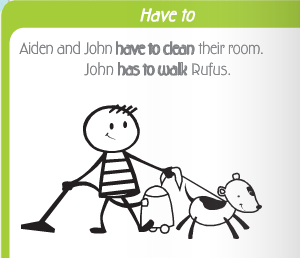 Have to
Aiden and John have to clean their room.
John has to walk Rufus.